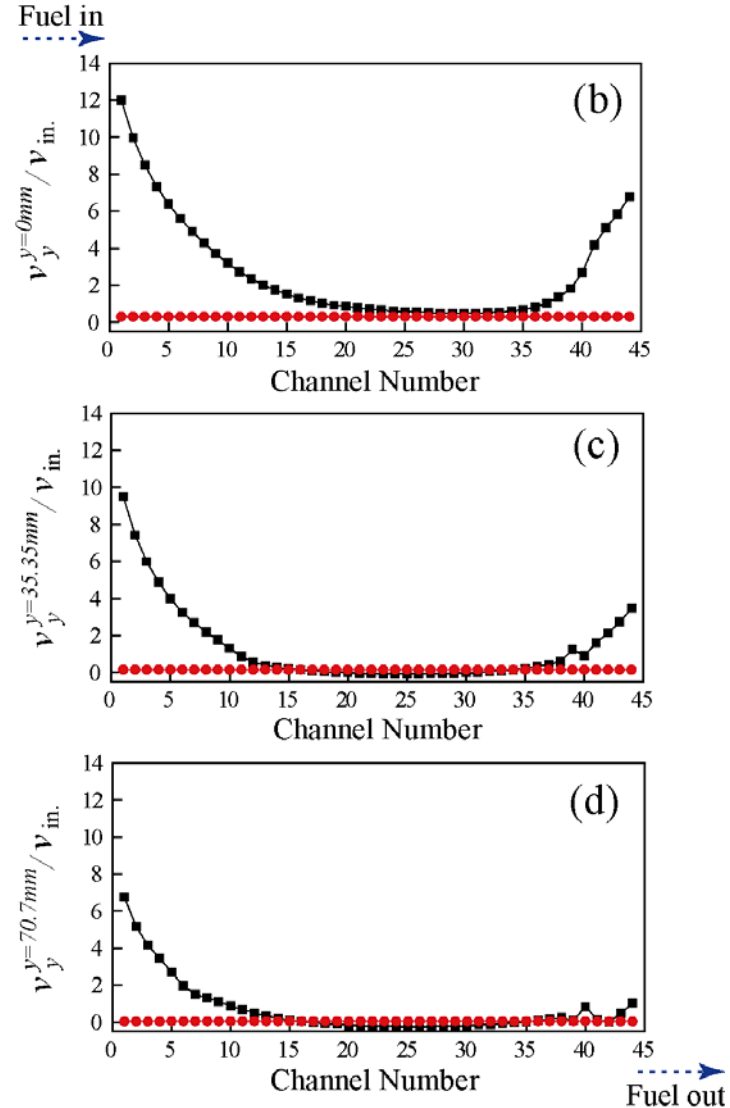 Fuel in
14
12
10
8
6
4
2
0
v_y^{y=0mm} / v_in.
(b)
0 5 10 15 20 25 30 35 40 45
Channel Number
14
12
10
8
6
4
2
0
v_y^{y=35.35mm} / v_in.
(c)
0 5 10 15 20 25 30 35 40 45
Channel Number
14
12
10
8
6
4
2
0
v_y^{y=70.7mm} / v_in.
(d)
0 5 10 15 20 25 30 35 40 45
Channel Number
Fuel out